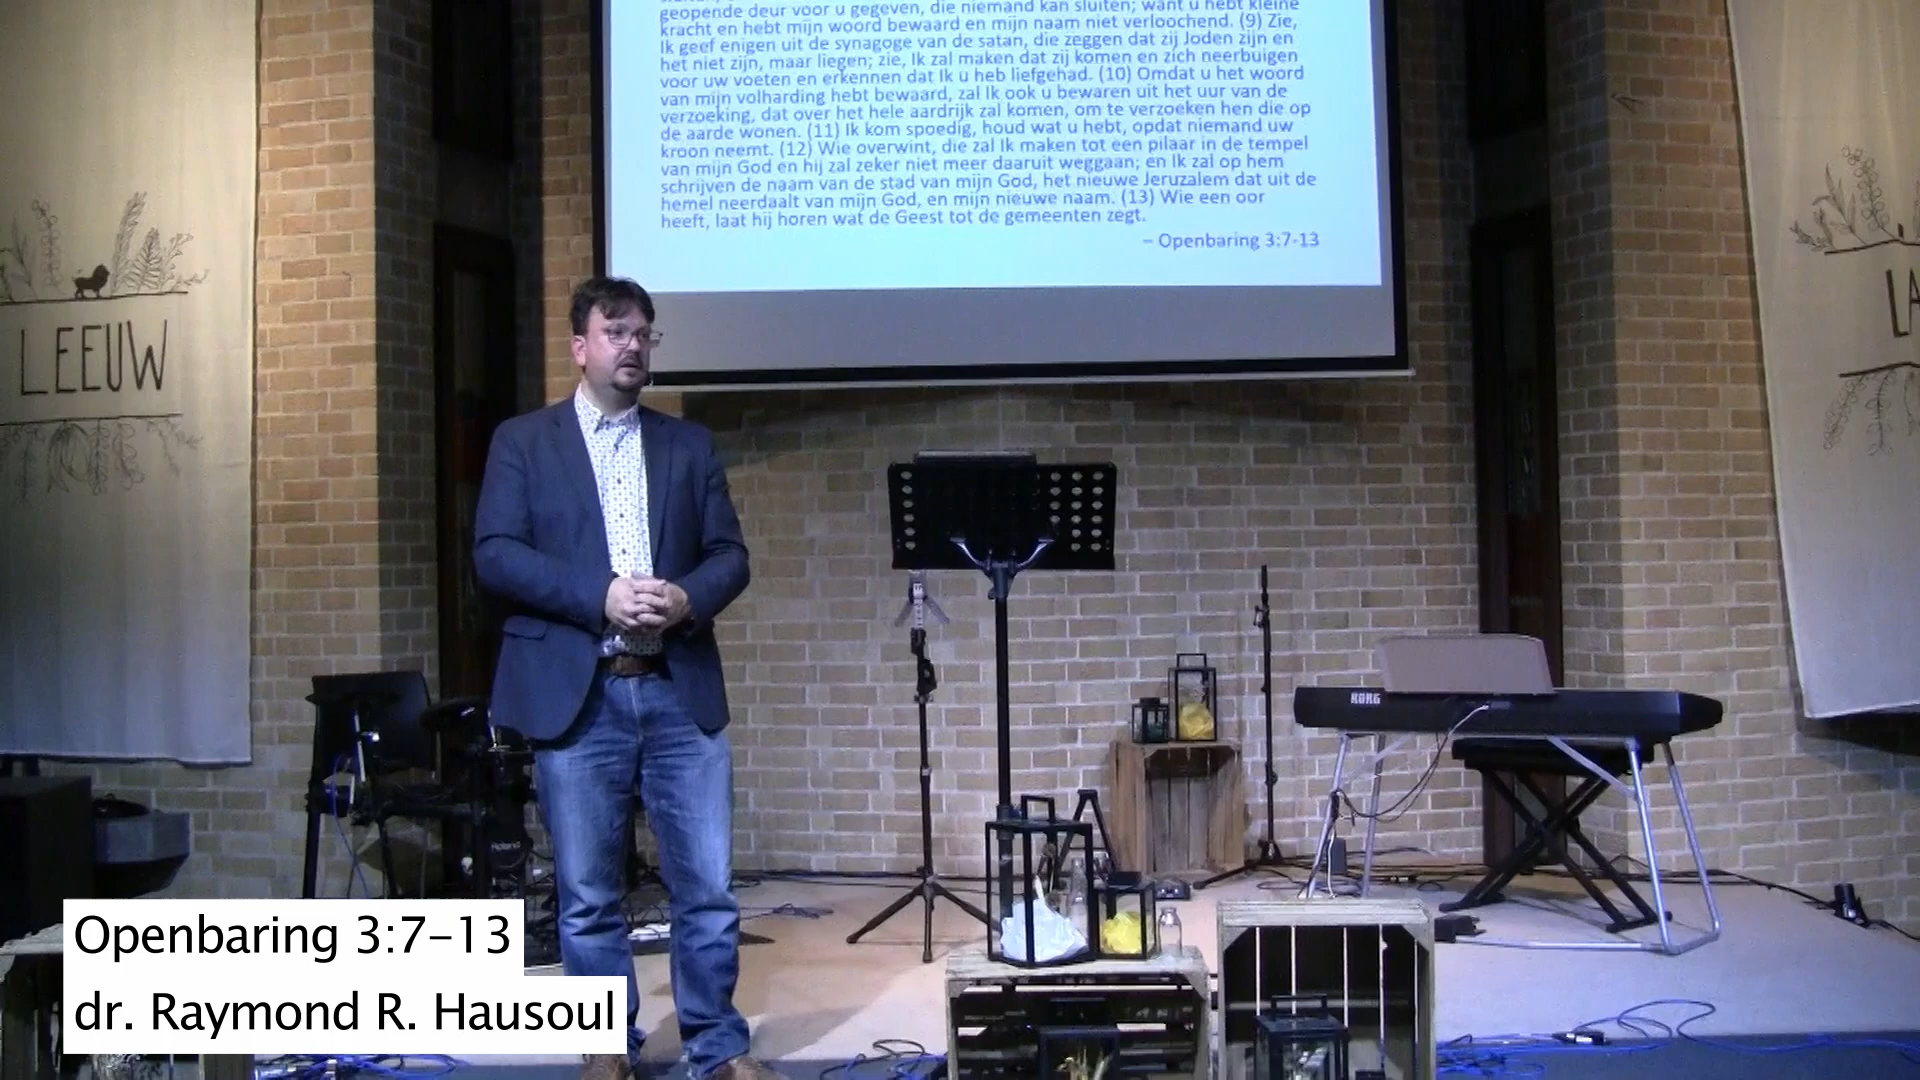 geopende deur voor u gegeven, die niemand kan sluiten; want u hebt kleine
kracht en hebt mijn woord bewaard en mijn naam niet verloochend. (9) Zie,
Ik geef enigen uit de synagoge van de satan, die zeggen dat zij Joden zijn en
het niet zijn, maar liegen; zie, Ik zal maken dat zij komen en zich neerbuigen
voor uw voeten en erkennen dat Ik u heb liefgehad. (10) Omdat u het woord
van mijn volharding hebt bewaard, zal Ik ook u bewaren uit het uur van de
verzoeking, dat over het hele aardrijk zal komen, om te verzoeken hen die op
de aarde wonen. (11) Ik kom spoedig, houd wat u hebt, opdat niemand uw
kroon neemt. (12) Wie overwint, die zal Ik maken tot een pilaar in de tempel
van mijn God en hij zal zeker niet meer daaruit weggaan; en Ik zal op hem
schrijven de naam van de stad van mijn God, het nieuwe Jeruzalem dat uit de
hemel neerdaalt van mijn God, en mijn nieuwe naam. (13) Wie een oor
heeft, laat hij horen wat de Geest tot de gemeenten zegt.
– Openbaring 3:7-13
LEEUW
LA
KORG
Roland
Openbaring 3:7–13
dr. Raymond R. Hausoul